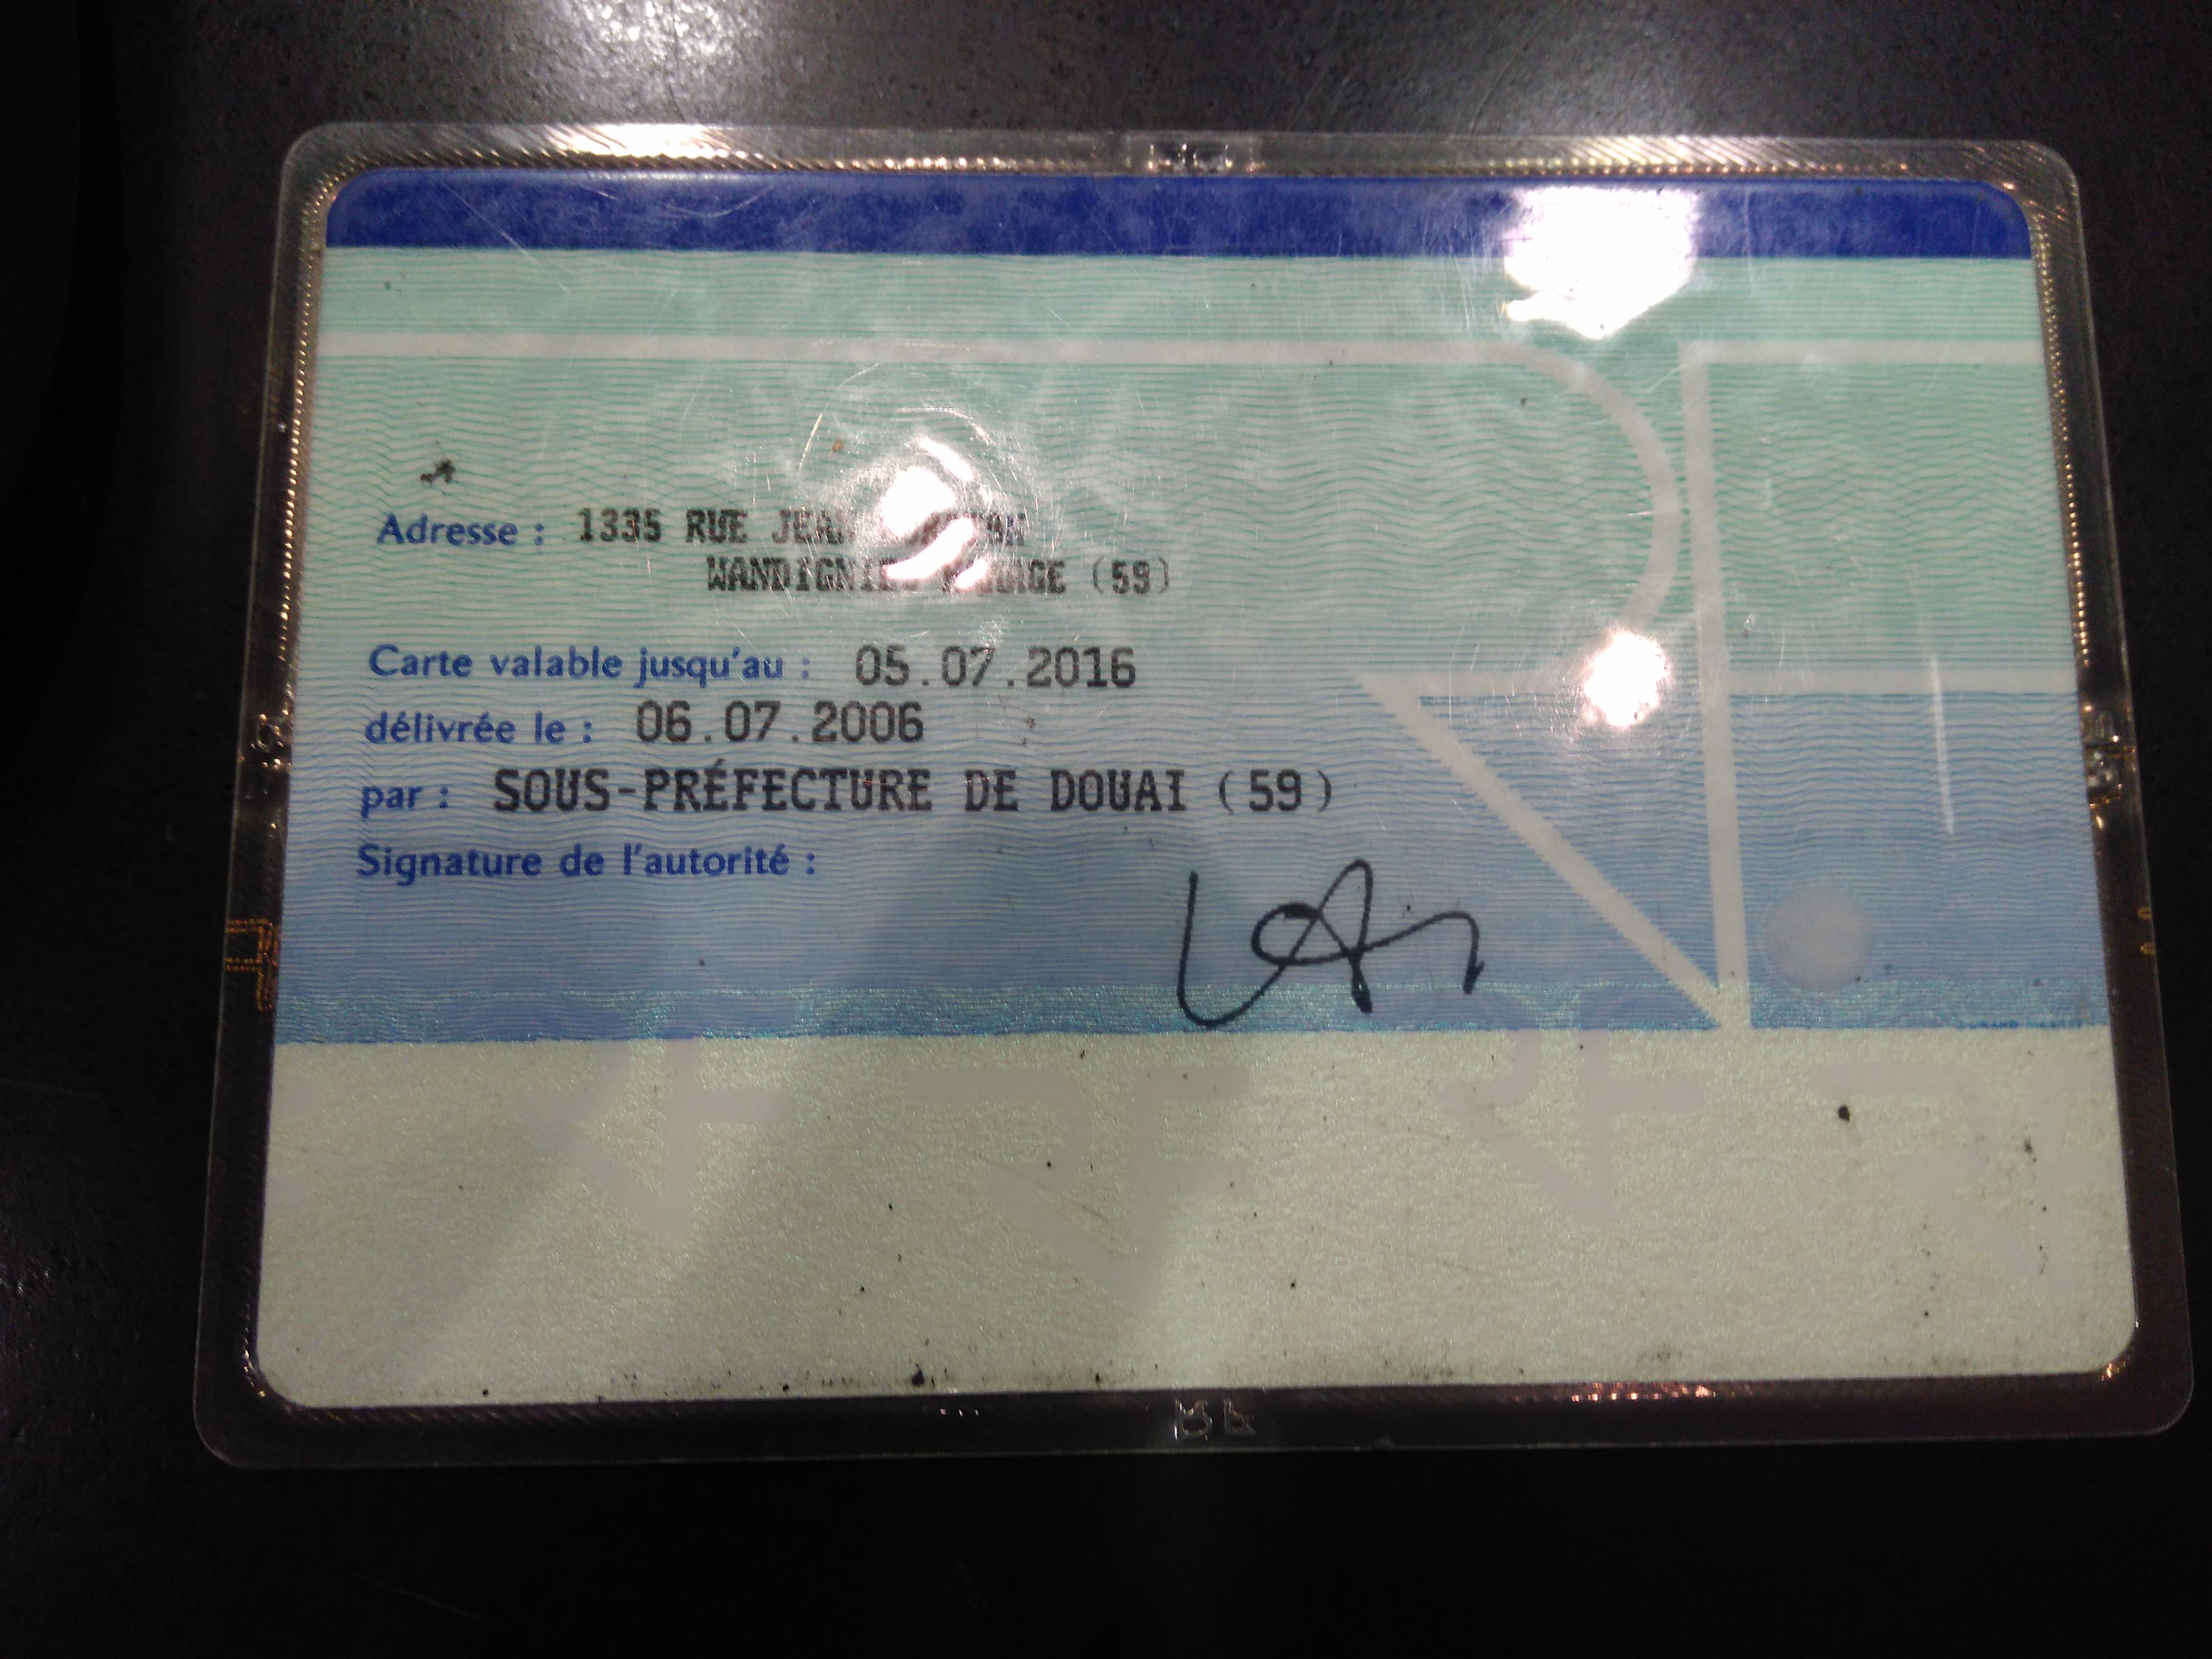 Adresse : 1335 RUE
(59)
Carte valable jusqu'au : 05.07.2016
délivrée le : 06.07.2006
par : SOUS-PRÉFECTURE DE DOUAI (59)
Signature de l'autorité :